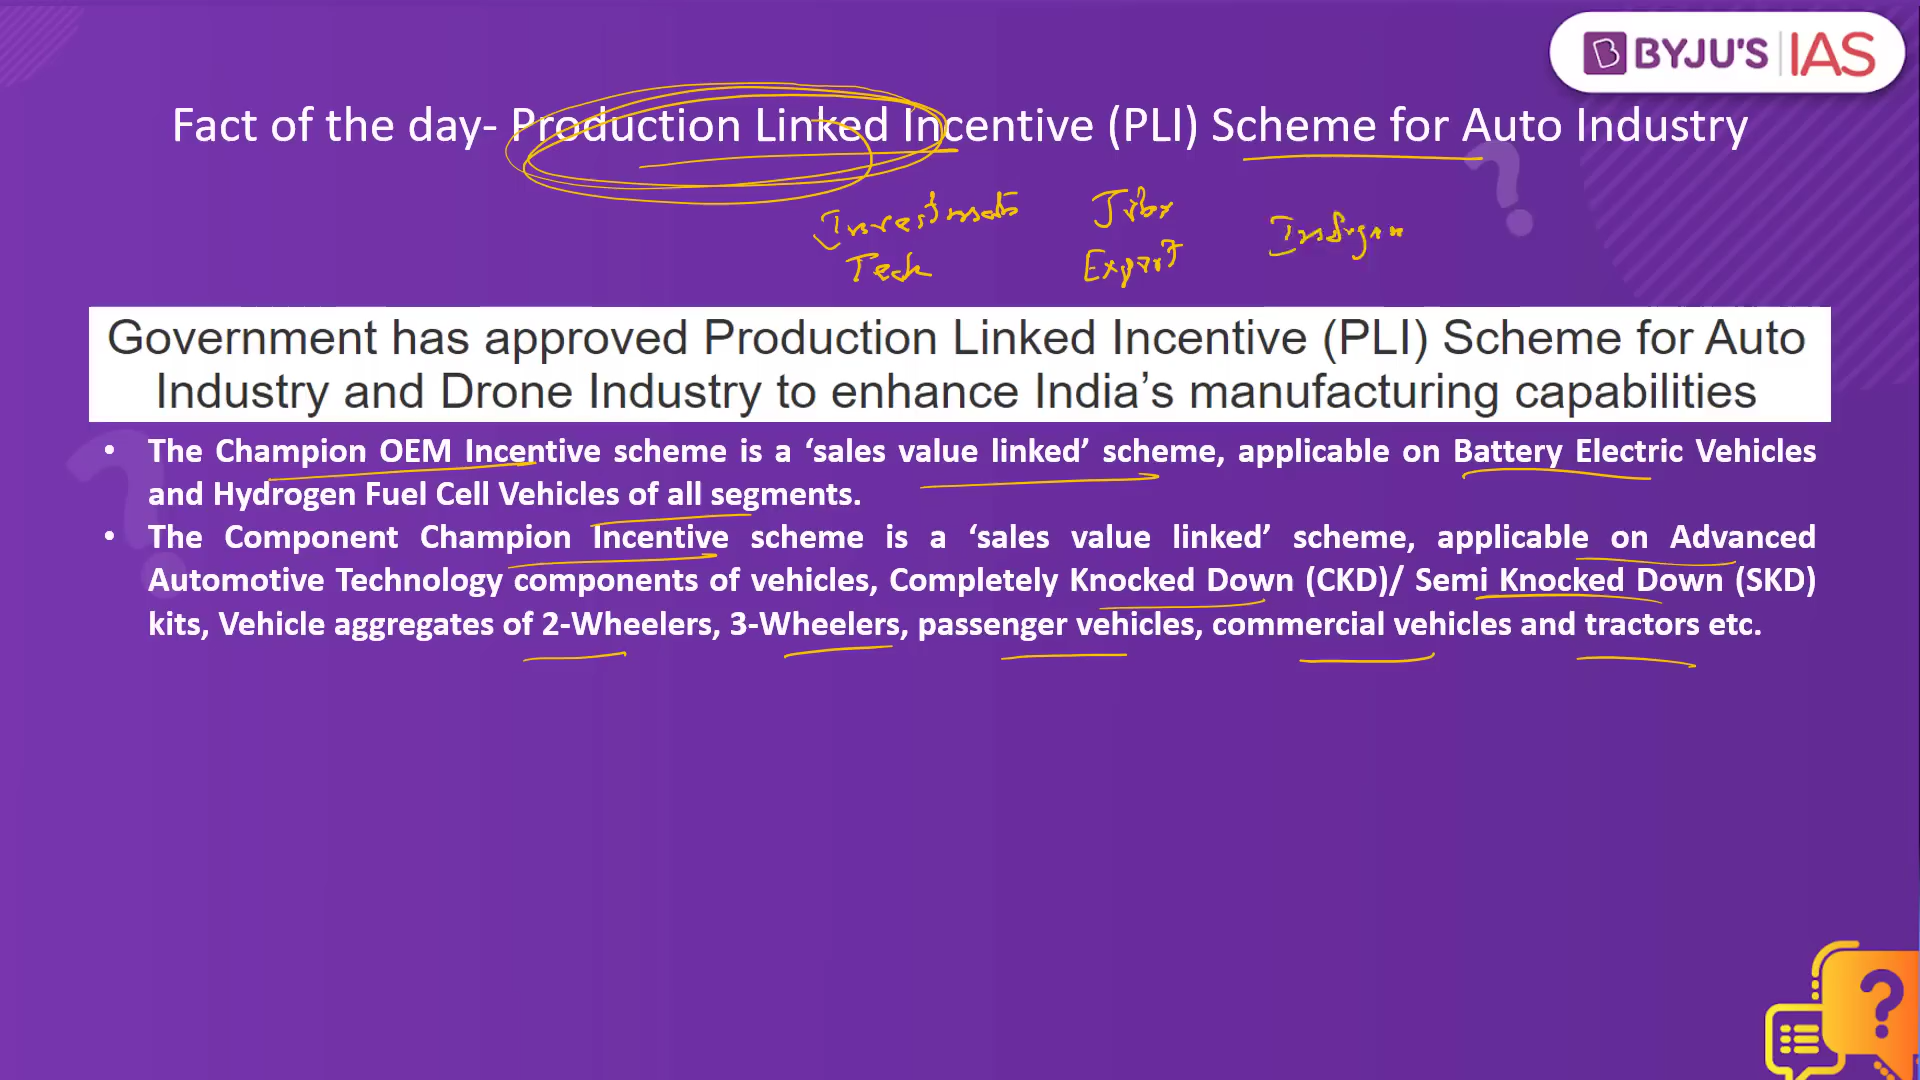 BYJU'S IAS
Fact of the day- Production Linked Incentive (PLI) Scheme for Auto Industry
Investments Jobs
Tech Export
Government has approved Production Linked Incentive (PLI) Scheme for Auto
Industry and Drone Industry to enhance India’s manufacturing capabilities
• The Champion OEM Incentive scheme is a ‘sales value linked’ scheme, applicable on Battery Electric Vehicles
and Hydrogen Fuel Cell Vehicles of all segments.
• The Component Champion Incentive scheme is a ‘sales value linked’ scheme, applicable on Advanced
Automotive Technology components of vehicles, Completely Knocked Down (CKD)/ Semi Knocked Down (SKD)
kits, Vehicle aggregates of 2-Wheelers, 3-Wheelers, passenger vehicles, commercial vehicles and tractors etc.